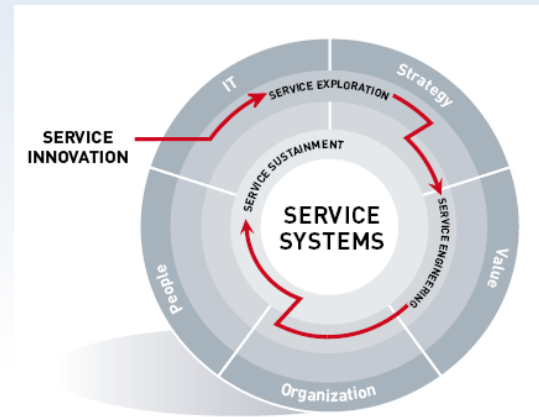 IT
Strategy
SERVICE EXPLORATION
SERVICE
INNOVATION
SERVICE SUSTAINMENT
SERVICE
SYSTEMS
SERVICE ENGINEERING
Value
People
Organization